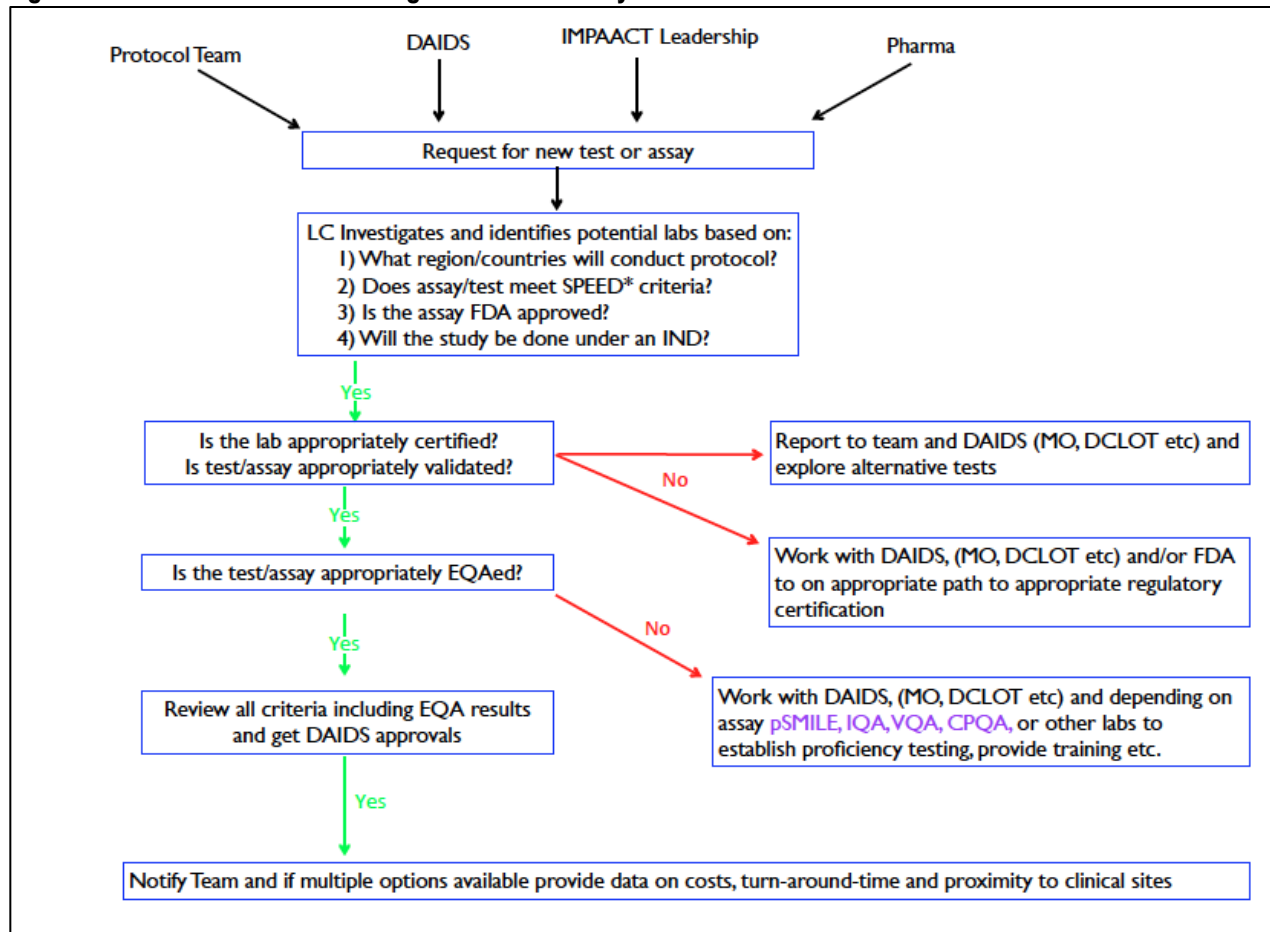 Protocol Team
DAIDS
IMPAACT Leadership
Pharma
Request for new test or assay
LC Investigates and identifies potential labs based on:
1) What region/countries will conduct protocol?
2) Does assay/test meet SPEED* criteria?
3) Is the assay FDA approved?
4) Will the study be done under an IND?
Yes
Is the lab appropriately certified?
Is test/assay appropriately validated?
Report to team and DAIDS (MO, DCLOT etc) and
explore alternative tests
No
Yes
Work with DAIDS, (MO, DCLOT etc) and/or FDA
to on appropriate path to appropriate regulatory
certification
Is the test/assay appropriately EQAed?
No
Yes
Review all criteria including EQA results
and get DAIDS approvals
Work with DAIDS, (MO, DCLOT etc) and depending on
assay pSMILE, IQA, VQA, CPQA, or other labs to
establish proficiency testing, provide training etc.
Yes
Notify Team and if multiple options available provide data on costs, turn-around-time and proximity to clinical sites